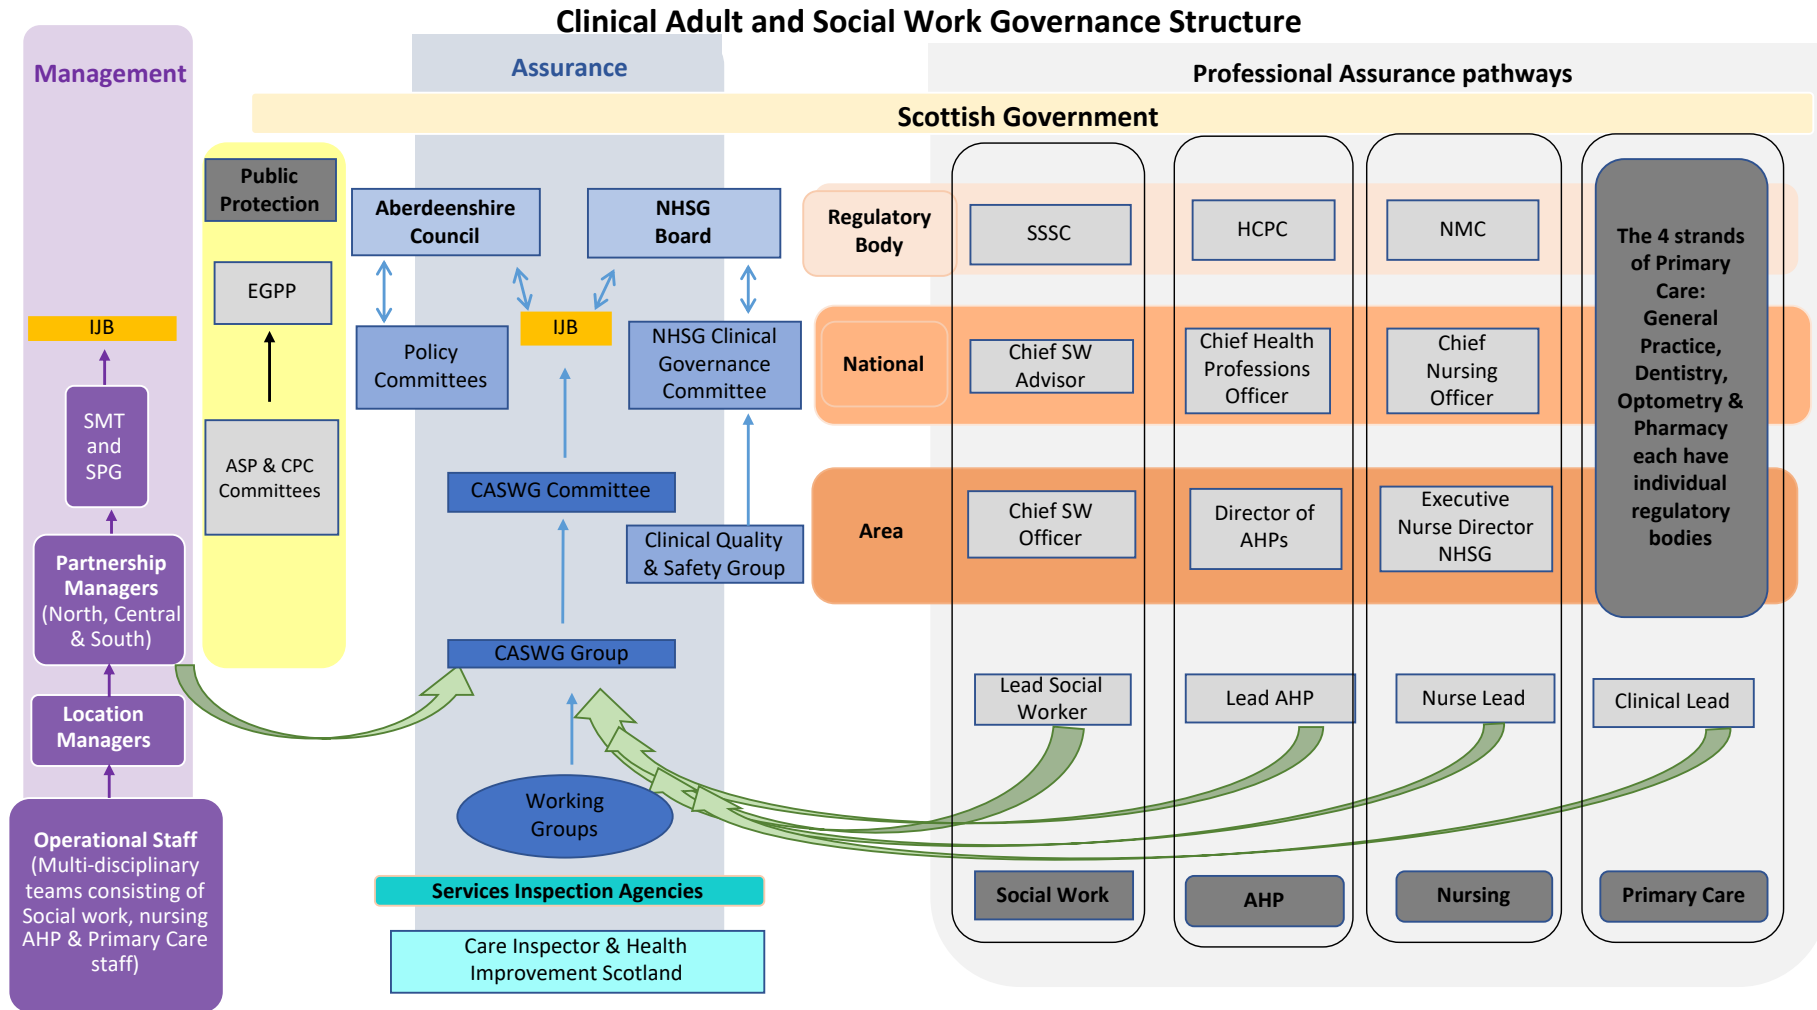 Clinical Adult and Social Work Governance Structure
Management
Assurance
Professional Assurance pathways
Scottish Government
Public
Protection
EGPP
ASP & CPC
Committees
IJB
SMT
and
SPG
Partnership
Managers
(North, Central
& South)
Location
Managers
Operational Staff
(Multi-disciplinary
teams consisting of
Social work, nursing
AHP & Primary Care
staff)
Aberdeenshire
Council
NHSG
Board
Policy
Committees
IJB
NHSG Clinical
Governance
Committee
CASWG Committee
Clinical Quality
& Safety Group
CASWG Group
Working
Groups
Services Inspection Agencies
Care Inspector & Health
Improvement Scotland
Regulatory
Body
SSSC
HCPC
NMC
National
Chief SW
Advisor
Chief Health
Professions
Officer
Chief
Nursing
Officer
Area
Chief SW
Officer
Director of
AHPs
Executive
Nurse Director
NHSG
The 4 strands
of Primary
Care:
General
Practice,
Dentistry,
Optometry &
Pharmacy
each have
individual
regulatory
bodies
Lead Social
Worker
Lead AHP
Nurse Lead
Clinical Lead
Social Work
AHP
Nursing
Primary Care